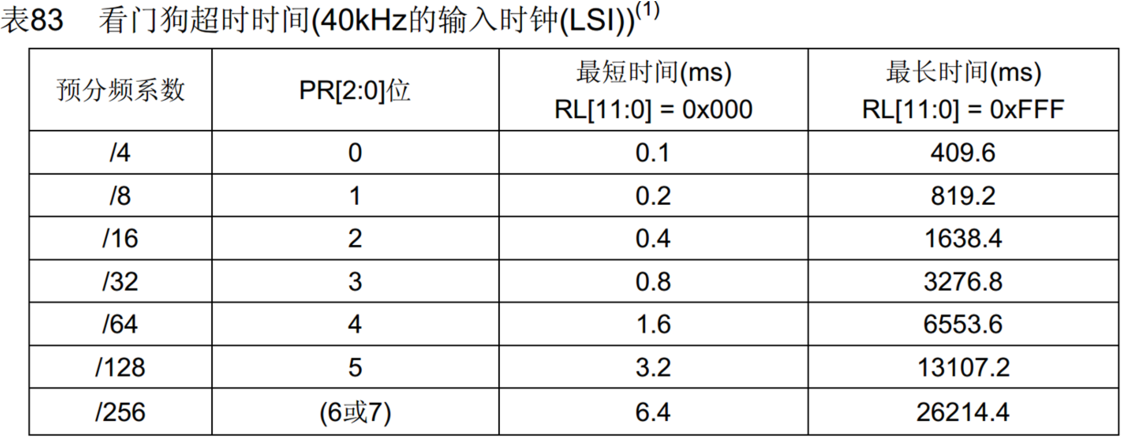 表83 看门狗超时时间(40kHz的输入时钟(LSI))(1)
预分频系数 PR[2:0]位 最短时间(ms) RL[11:0] = 0x000 最长时间(ms) RL[11:0] = 0xFFF
/4 0 0.1 409.6
/8 1 0.2 819.2
/16 2 0.4 1638.4
/32 3 0.8 3276.8
/64 4 1.6 6553.6
/128 5 3.2 13107.2
/256 (6或7) 6.4 26214.4